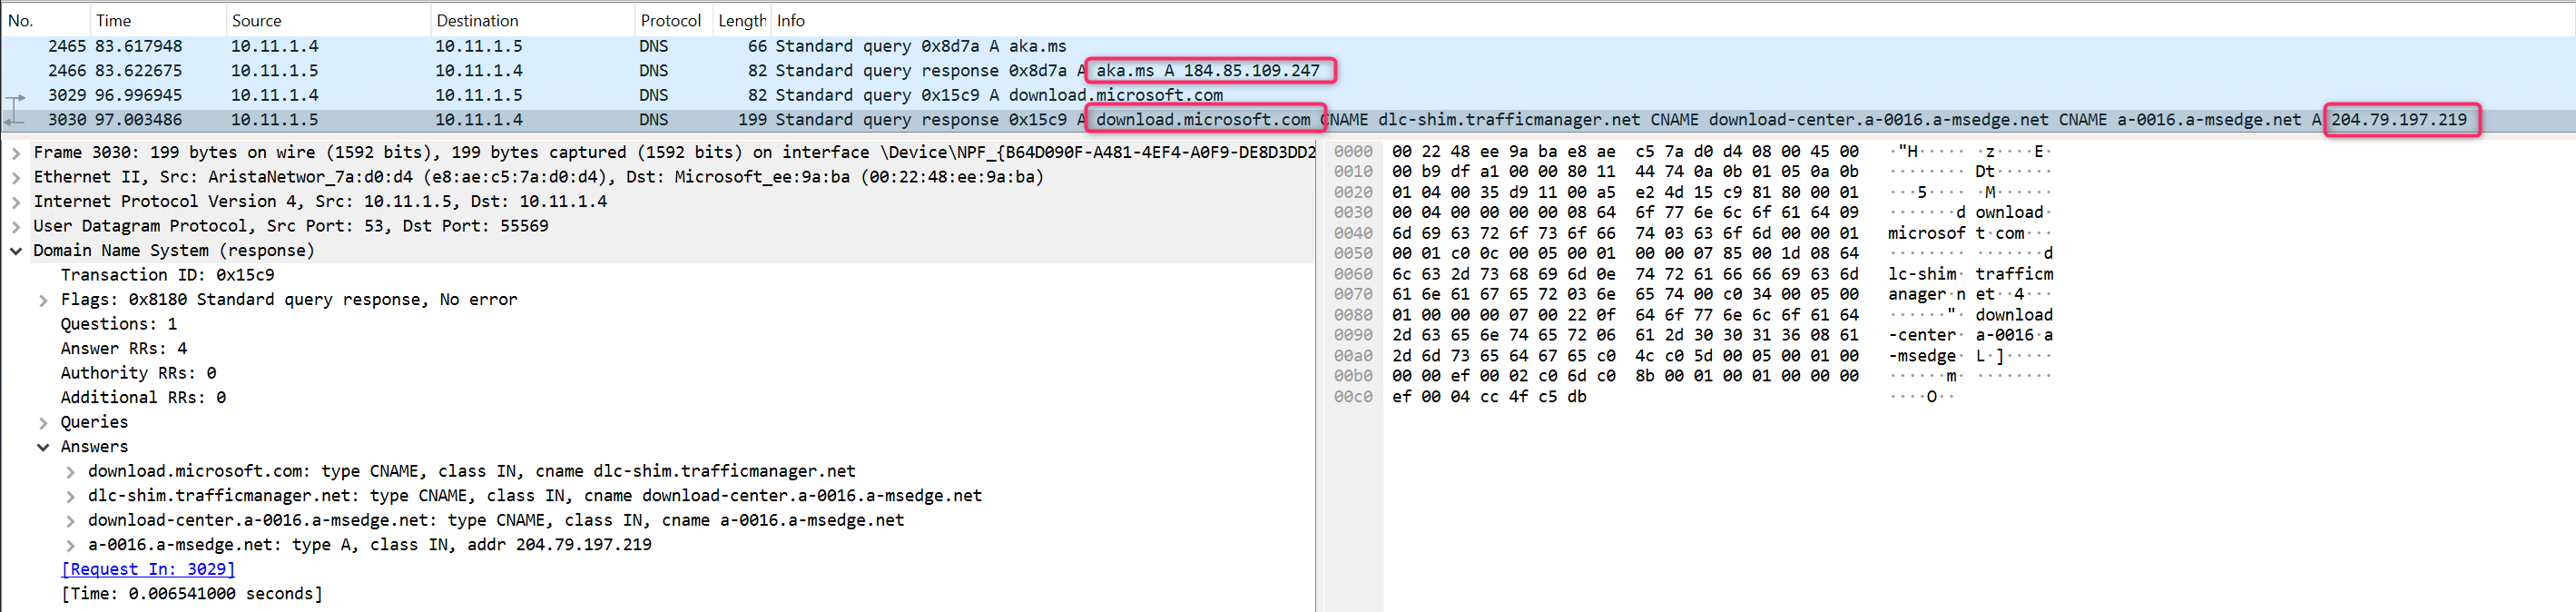 No. Time Source Destination Protocol Length Info
2465 83.617948 10.11.1.4 10.11.1.5 DNS 66 Standard query 0x8d7a A aka.ms
2466 83.622675 10.11.1.5 10.11.1.4 DNS 82 Standard query response 0x8d7a A aka.ms A 184.85.109.247
3029 96.996945 10.11.1.4 10.11.1.5 DNS 82 Standard query 0x15c9 A download.microsoft.com
3030 97.003486 10.11.1.5 10.11.1.4 DNS 199 Standard query response 0x15c9 A download.microsoft.com CNAME dlc-shim.trafficmanager.net CNAME download-center.a-0016.a-msedge.net CNAME a-0016.a-msedge.net A 204.79.197.219
Frame 3030: 199 bytes on wire (1592 bits), 199 bytes captured (1592 bits) on interface \Device\NPF_{B64D090F-A481-4EF4-A0F9-DE8D3DD2
Ethernet II, Src: AristaNetwor_7a:d0:d4 (e8:ae:c5:7a:d0:d4), Dst: Microsoft_ee:9a:ba (00:22:48:ee:9a:ba)
Internet Protocol Version 4, Src: 10.11.1.5, Dst: 10.11.1.4
User Datagram Protocol, Src Port: 53, Dst Port: 55569
Domain Name System (response)
Transaction ID: 0x15c9
Flags: 0x8180 Standard query response, No error
Questions: 1
Answer RRs: 4
Authority RRs: 0
Additional RRs: 0
Queries
Answers
download.microsoft.com: type CNAME, class IN, cname dlc-shim.trafficmanager.net
dlc-shim.trafficmanager.net: type CNAME, class IN, cname download-center.a-0016.a-msedge.net
download-center.a-0016.a-msedge.net: type CNAME, class IN, cname a-0016.a-msedge.net
a-0016.a-msedge.net: type A, class IN, addr 204.79.197.219
[Request In: 3029]
[Time: 0.006541000 seconds]
0000 00 22 48 ee 9a ba e8 ae c5 7a d0 d4 08 00 45 00 ·"H····· ·z····E·
0010 00 b9 df a1 00 00 80 11 44 74 0a 0b 01 05 0a 0b ········ Dt······
0020 01 04 00 35 d9 11 00 a5 e2 4d 15 c9 81 80 00 01 ···5···· ·M······
0030 00 04 00 00 00 00 08 64 6f 77 6e 6c 6f 61 64 09 ·······d ownload·
0040 6d 69 63 72 6f 73 6f 66 74 03 63 6f 6d 00 00 01 microsof t·com···
0050 00 01 c0 0c 00 05 00 01 00 00 07 85 00 1d 08 64 ········ ·······d
0060 6c 63 2d 73 68 69 6d 0e 74 72 61 66 66 69 63 6d lc-shim· trafficm
0070 61 6e 61 67 65 72 03 6e 65 74 00 c0 34 00 05 00 anager·n et··4···
0080 01 00 00 00 07 00 22 0f 64 6f 77 6e 6c 6f 61 64 ······"· download
0090 2d 63 65 6e 74 65 72 06 61 2d 30 30 31 36 08 61 -center· a-0016·a
00a0 2d 6d 73 65 64 67 65 c0 4c c0 5d 00 05 00 01 00 -msedge· L·]·····
00b0 00 00 ef 00 02 c0 6d c0 8b 00 01 00 01 00 00 00 ······m· ········
00c0 ef 00 04 cc 4f c5 db ····O··